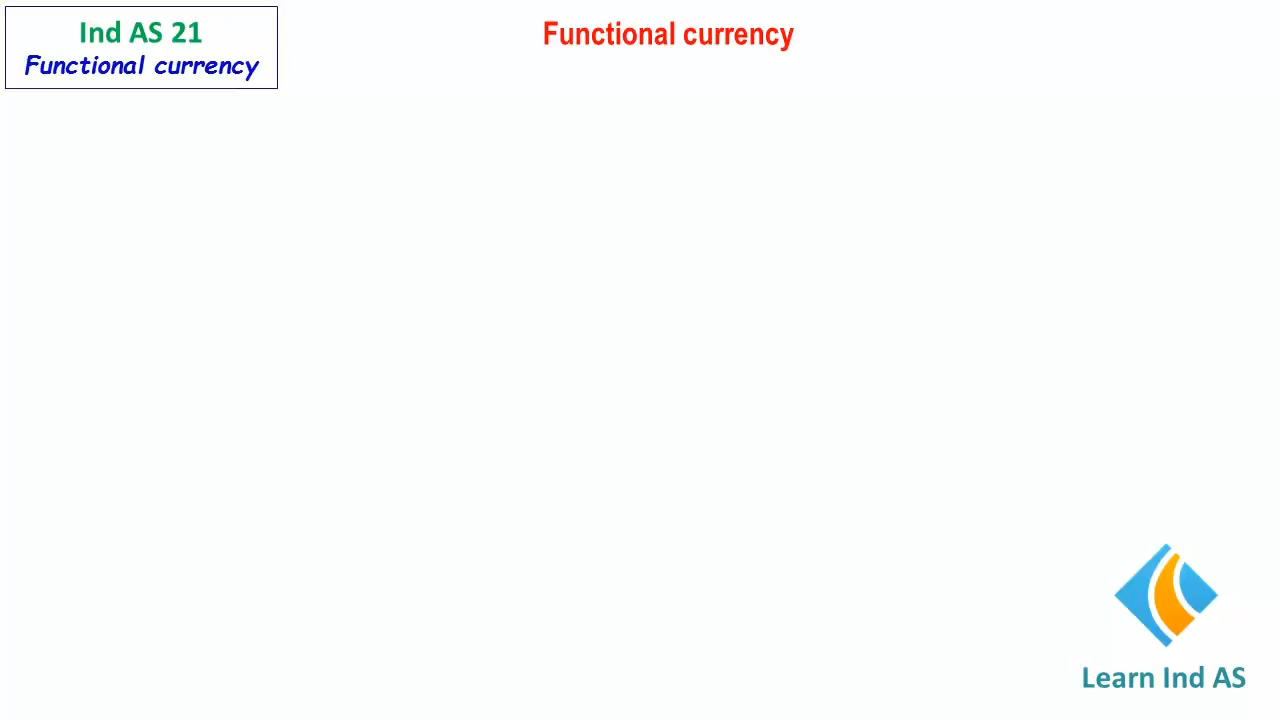 Ind AS 21
Functional currency
Functional currency
Learn Ind AS